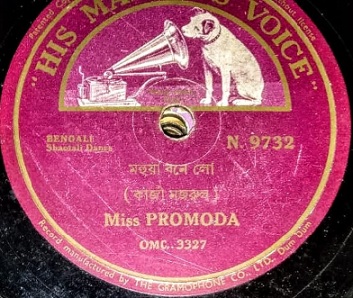 "HIS MASTER'S VOICE"
BENGALI
Shaotali Dance
N. 9732
মহুয়া বনে লো
( কাজী নজরুল )
Miss PROMODA
OMC. 3327
Record manufactured by THE GRAMOPHONE CO., LTD. Dum Dum